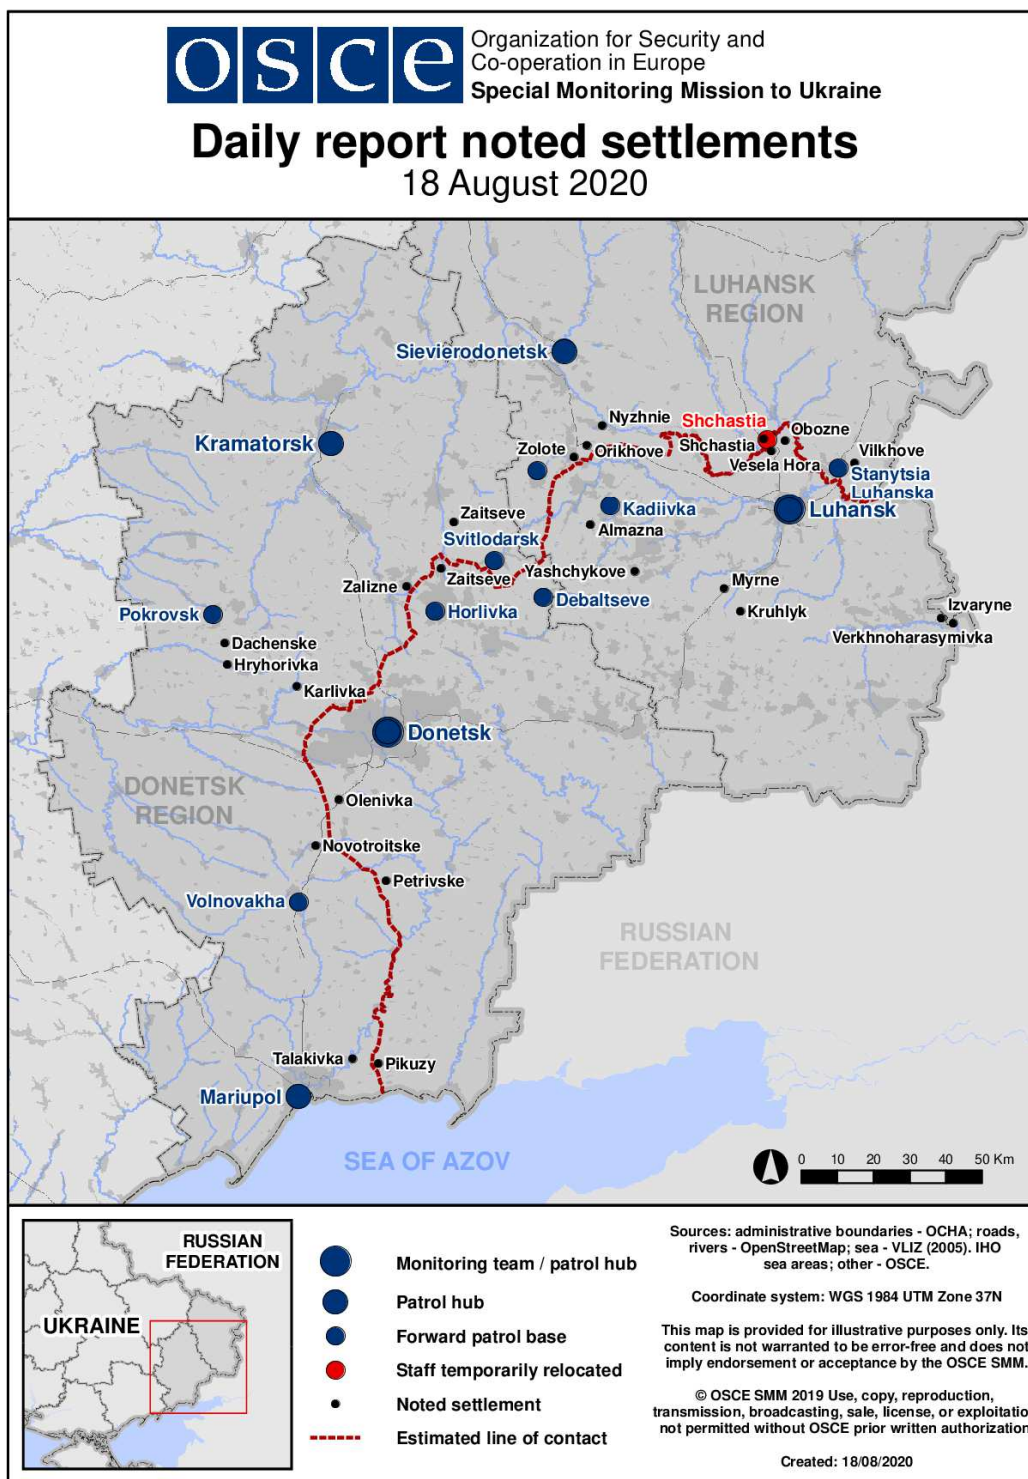 osce
Organization for Security and
Co-operation in Europe
Special Monitoring Mission to Ukraine
Daily report noted settlements
18 August 2020
LUHANSK
REGION
Sievierodonetsk
Nyzhnie
Shchastia
Obozne
Kramatorsk
Zolote
Orikhove
Shchastia
Vesela Hora
Vilkhove
Stanytsia
Luhanska
Kadiivka
Luhansk
Zaitseve
Almazna
Svitlodarsk
Zaitseve
Yashchykove
Zalizne
Myrne
Debaltseve
Horlivka
Pokrovsk
Kruhlyk
Izvaryne
Verkhnoharasymivka
Dachenske
Hryhorivka
Karlivka
Donetsk
DONETSK
REGION
Olenivka
Novotroitske
Petrivske
Volnovakha
RUSSIAN
FEDERATION
Talakivka
Pikuzy
Mariupol
SEA OF AZOV
0 10 20 30 40 50 Km
RUSSIAN
FEDERATION
UKRAINE
Monitoring team / patrol hub
Patrol hub
Forward patrol base
Staff temporarily relocated
Noted settlement
Estimated line of contact
Sources: administrative boundaries - OCHA; roads,
rivers - OpenStreetMap; sea - VLIZ (2005). IHO
sea areas; other - OSCE.
Coordinate system: WGS 1984 UTM Zone 37N
This map is provided for illustrative purposes only. Its
content is not warranted to be error-free and does not
imply endorsement or acceptance by the OSCE SMM.
© OSCE SMM 2019 Use, copy, reproduction,
transmission, broadcasting, sale, license, or exploitatio
not permitted without OSCE prior written authorization
Created: 18/08/2020